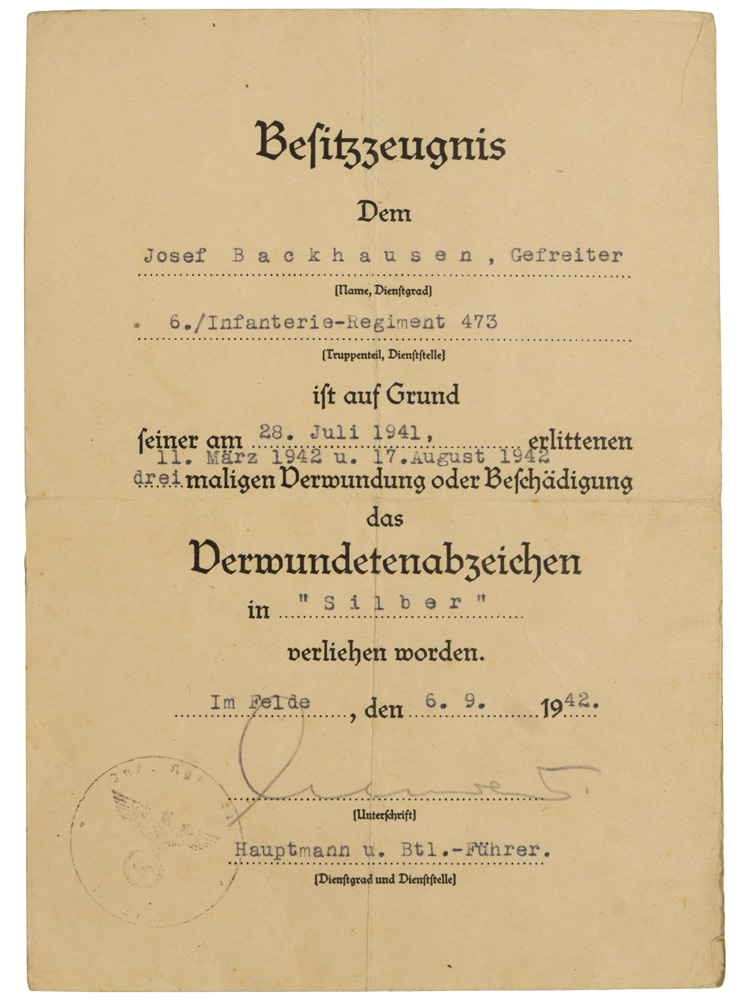 Besitzzeugnis
Dem
Josef Backhausen, Gefreiter
(Name, Dienstgrad)
6./Infanterie-Regiment 473
(Truppenteil, Dienststelle)
ist auf Grund
seiner am 28. Juli 1941, erlittenen
11. März 1942 u. 17.August 1942
drei maligen Verwundung oder Beschädigung
das
Verwundetenabzeichen
in "Silber"
verliehen worden.
Im Felde, den 6. 9. 1942.
(Unterschrift)
Hauptmann u. Btl.-Führer.
(Dienstgrad und Dienststelle)